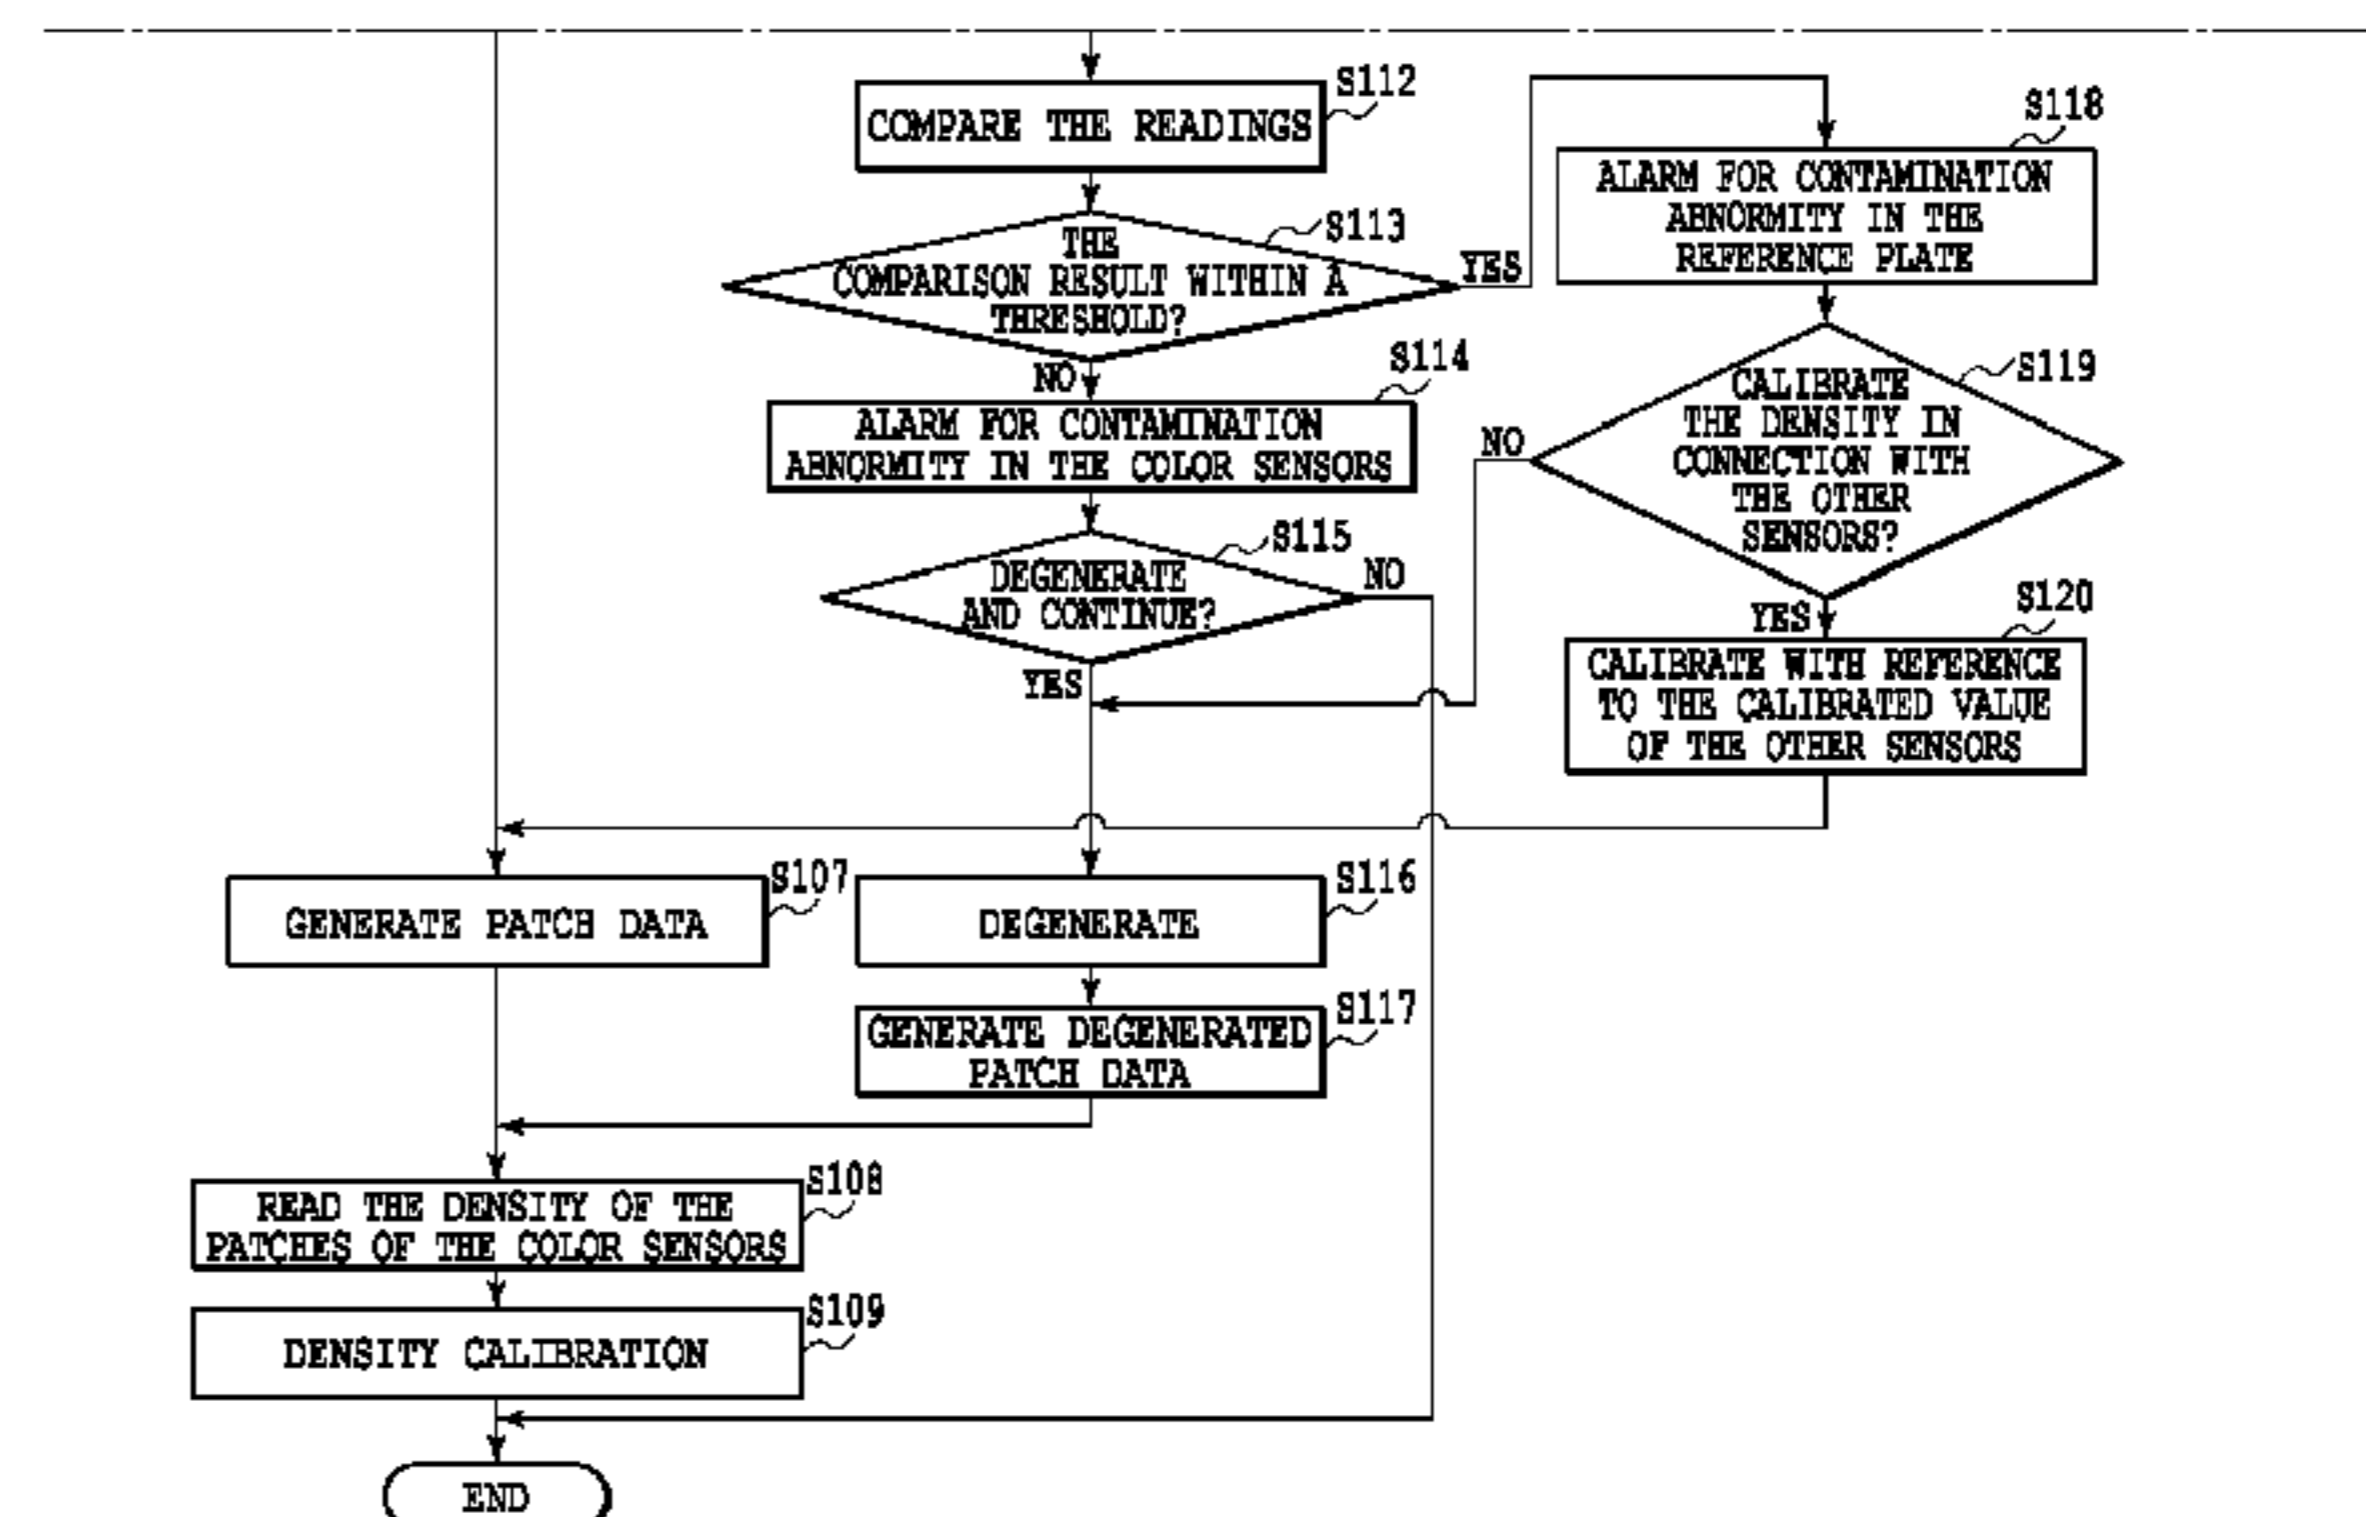 S112
COMPARE THE READINGS
S113
THE
COMPARISON RESULT WITHIN A
THRESHOLD?
YES
NO
S118
ALARM FOR CONTAMINATION
ABNORMITY IN THE
REFERENCE PLATE
S114
ALARM FOR CONTAMINATION
ABNORMITY IN THE COLOR SENSORS
S119
CALIBRATE
THE DENSITY IN
CONNECTION WITH
THE OTHER
SENSORS?
NO
YES
S115
DEGENERATE
AND CONTINUE?
NO
YES
S120
CALIBRATE WITH REFERENCE
TO THE CALIBRATED VALUE
OF THE OTHER SENSORS
S107
GENERATE PATCH DATA
S116
DEGENERATE
S117
GENERATE DEGENERATED
PATCH DATA
S108
READ THE DENSITY OF THE
PATCHES OF THE COLOR SENSORS
S109
DENSITY CALIBRATION
END